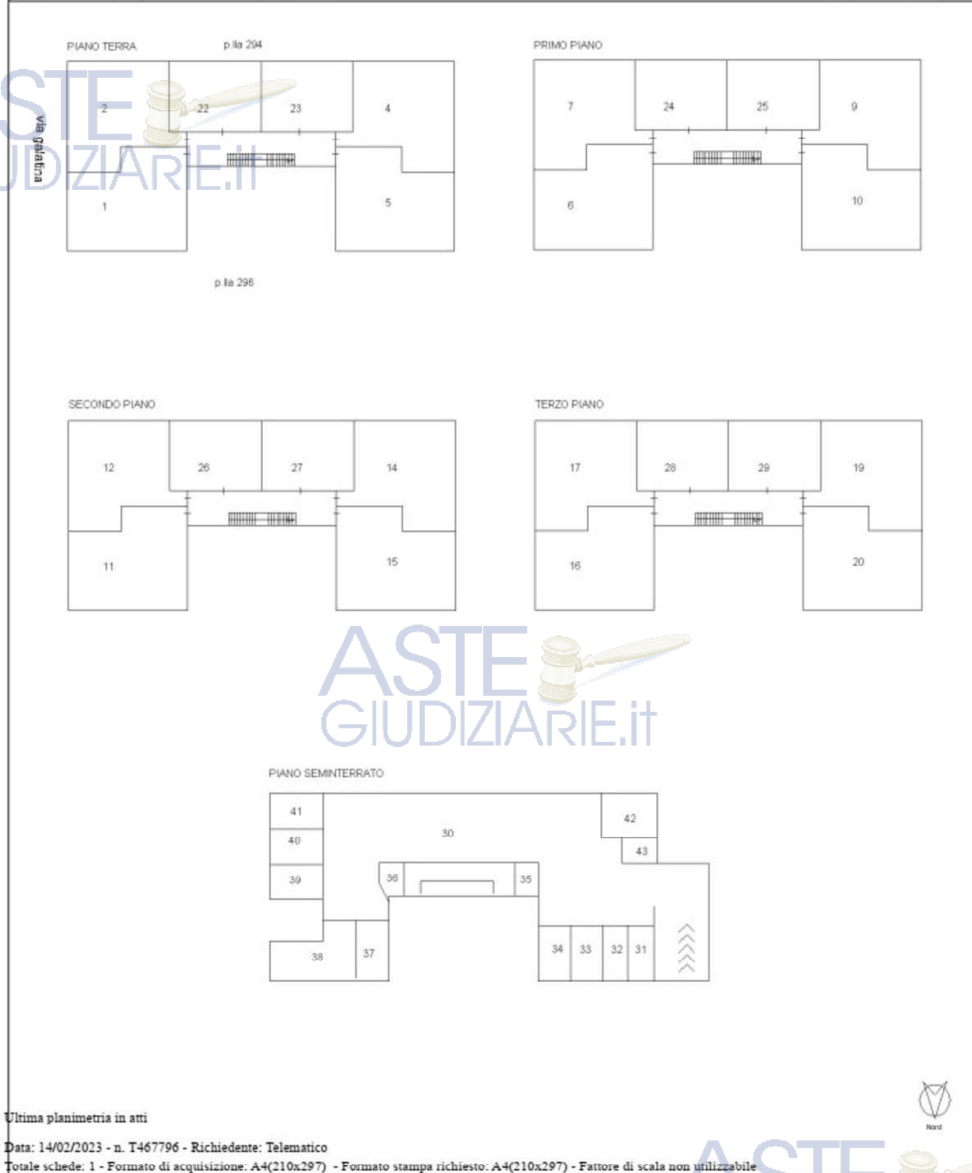 PIANO TERRA
p.lla 294
2
22
23
4
1
5
via galatina
p.lla 296
PRIMO PIANO
7
24
25
9
6
10
SECONDO PIANO
12
26
27
14
11
15
TERZO PIANO
17
28
29
19
16
20
ASTE
GIUDIZIARIE.it
ASTE
GIUDIZIARIE.it
PIANO SEMINTERRATO
41
42
40
30
43
39
36
35
38
37
34
33
32
31
Nord
Ultima planimetria in atti
Data: 14/02/2023 - n. T467796 - Richiedente: Telematico
Totale schede: 1 - Formato di acquisizione: A4(210x297) - Formato stampa richiesto: A4(210x297) - Fattore di scala non utilizzabile
ASTE